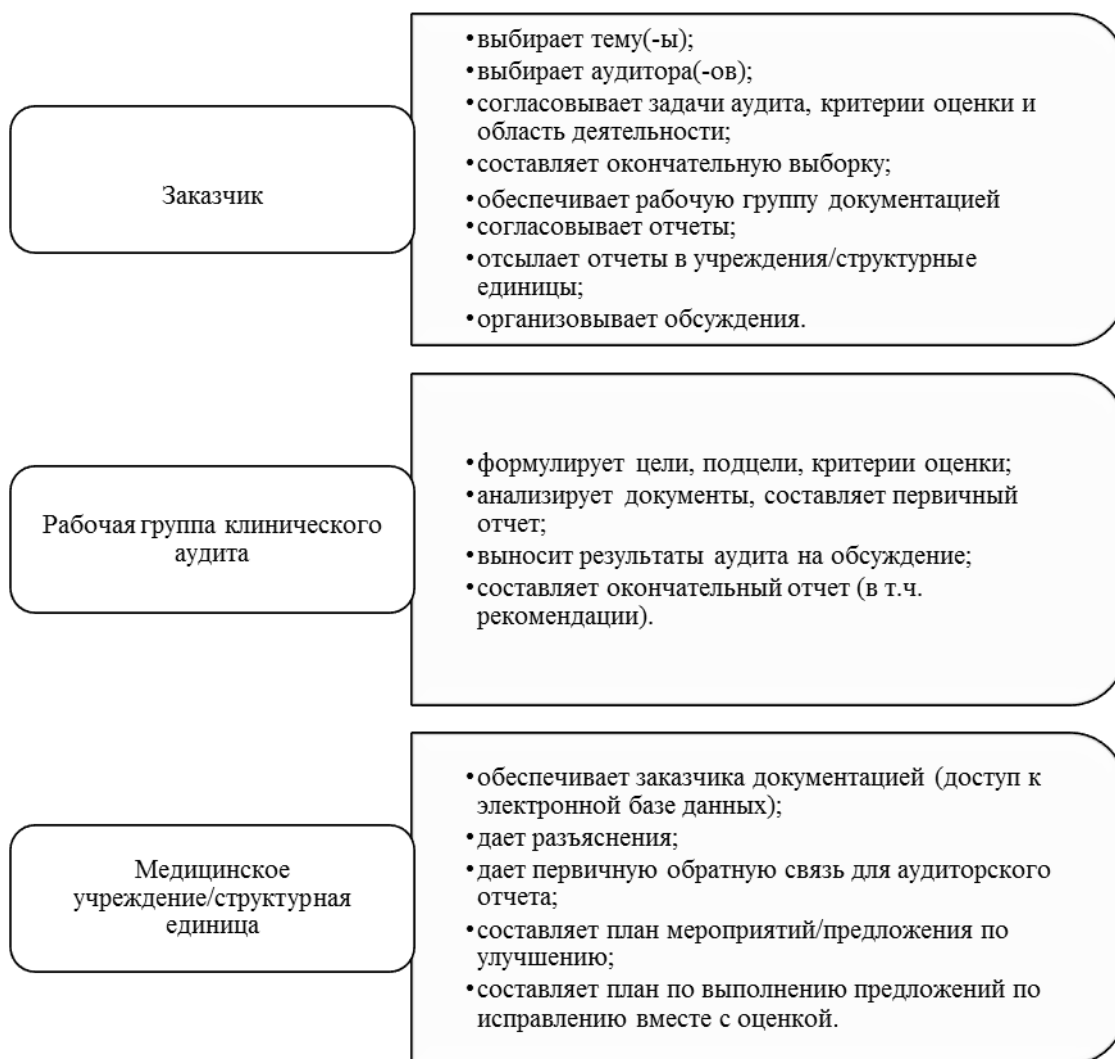 Заказчик
•выбирает тему(-ы);
•выбирает аудитора(-ов);
•согласовывает задачи аудита, критерии оценки и
область деятельности;
•составляет окончательную выборку;
•обеспечивает рабочую группу документацией
•согласовывает отчеты;
•отсылает отчеты в учреждения/структурные
единицы;
•организовывает обсуждения.
Рабочая группа клинического
аудита
•формулирует цели, подцели, критерии оценки;
•анализирует документы, составляет первичный
отчет;
•выносит результаты аудита на обсуждение;
•составляет окончательный отчет (в т.ч.
рекомендации).
Медицинское
учреждение/структурная
единица
•обеспечивает заказчика документацией (доступ к
электронной базе данных);
•дает разъяснения;
•дает первичную обратную связь для аудиторского
отчета;
•составляет план мероприятий/предложения по
улучшению;
•составляет план по выполнению предложений по
исправлению вместе с оценкой.